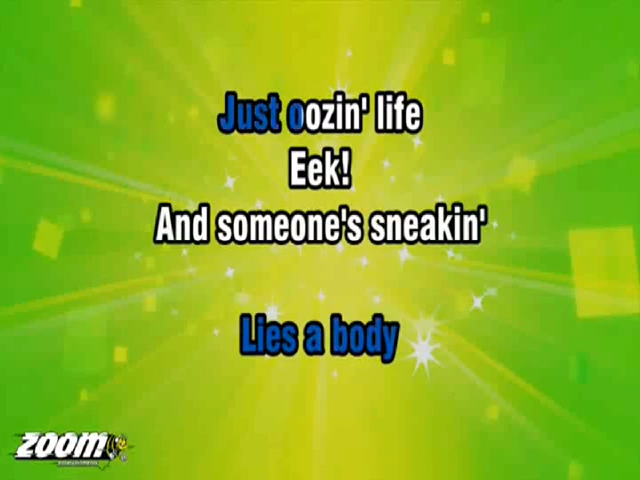 Just oozin' life
Eek!
And someone's sneakin'
Lies a body
zoom